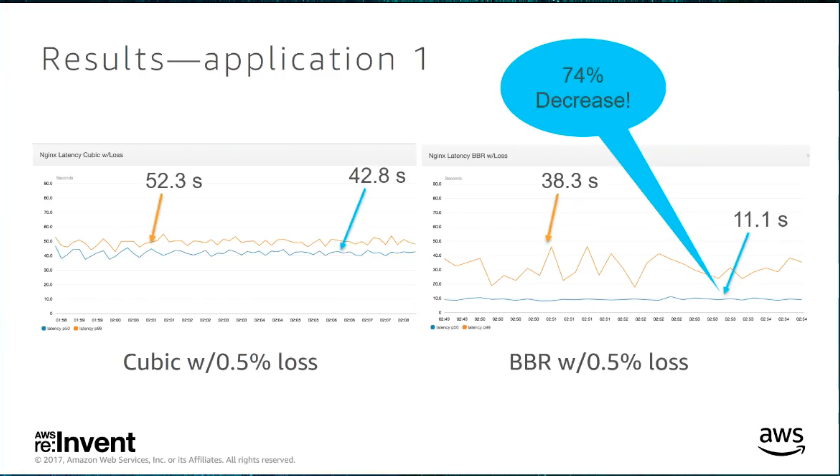 Results—application 1
74%
Decrease!
Nginx Latency Cubic w/Loss
Seconds
52.3 s
42.8 s
90.0
80.0
70.0
60.0
50.0
40.0
30.0
20.0
10.0
0.0
latency p50 latency p99
Nginx Latency BBR w/Loss
Seconds
38.3 s
11.1 s
90.0
80.0
70.0
60.0
50.0
40.0
30.0
20.0
10.0
0.0
latency p50 latency p99
Cubic w/0.5% loss
BBR w/0.5% loss
AWS
re:Invent
© 2017, Amazon Web Services, Inc. or its Affiliates. All rights reserved.
aws